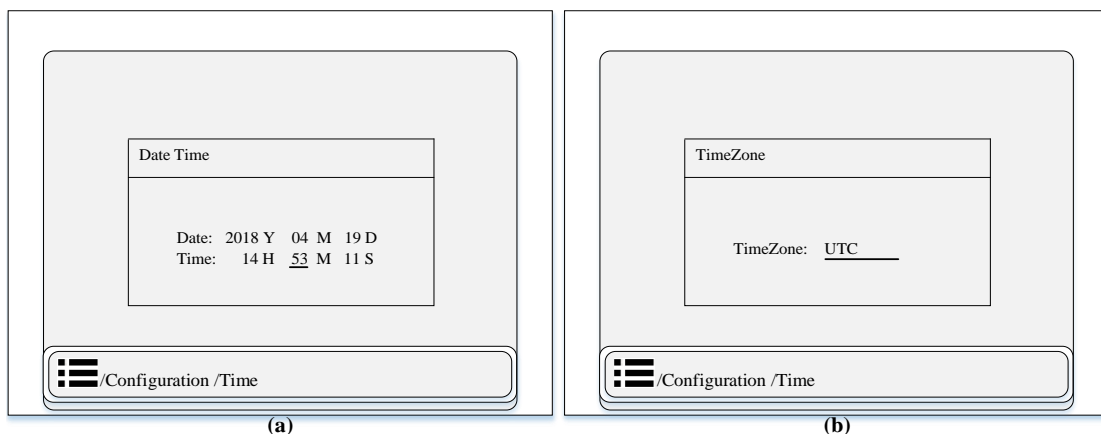 Date Time
Date: 2018 Y 04 M 19 D
Time: 14 H 53 M 11 S
/Configuration /Time
(a)
TimeZone
TimeZone: UTC
/Configuration /Time
(b)